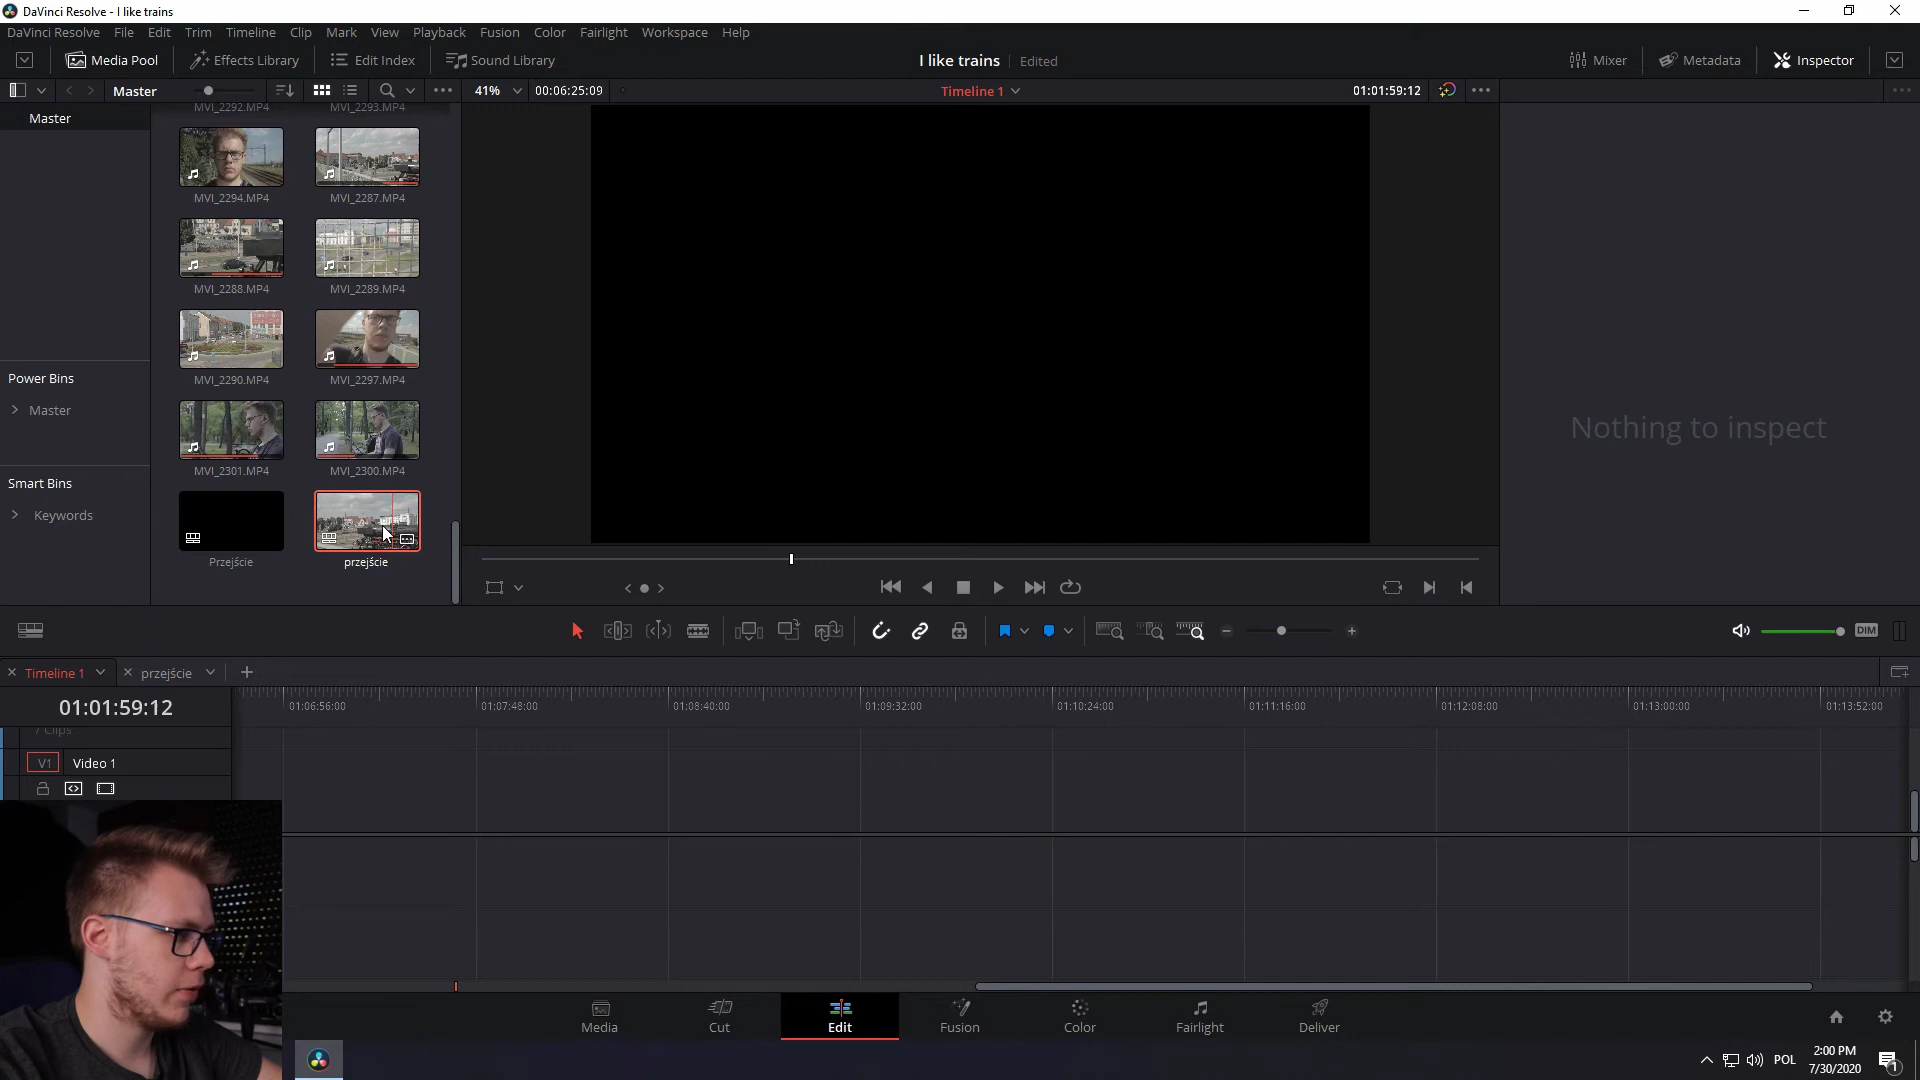 DaVinci Resolve - I like trains
DaVinci Resolve File Edit Trim Timeline Clip Mark View Playback Fusion Color Fairlight Workspace Help
Media Pool Effects Library Edit Index Sound Library I like trains Edited Mixer Metadata Inspector
Master 41% 00:06:25:09 Timeline 1 01:01:59:12
MVI_2292.MP4 MVI_2293.MP4
Master
MVI_2294.MP4 MVI_2287.MP4
MVI_2288.MP4 MVI_2289.MP4
Power Bins
MVI_2290.MP4 MVI_2297.MP4
Master
Nothing to inspect
MVI_2301.MP4 MVI_2300.MP4
Smart Bins
Keywords
Przejście przejście
DIM
Timeline 1 przejście
01:01:59:12 01:06:56:00 01:07:48:00 01:08:40:00 01:09:32:00 01:10:24:00 01:11:16:00 01:12:08:00 01:13:00:00 01:13:52:00
7 Clips
V1 Video 1
Media Cut Edit Fusion Color Fairlight Deliver
POL 2:00 PM
7/30/2020 1